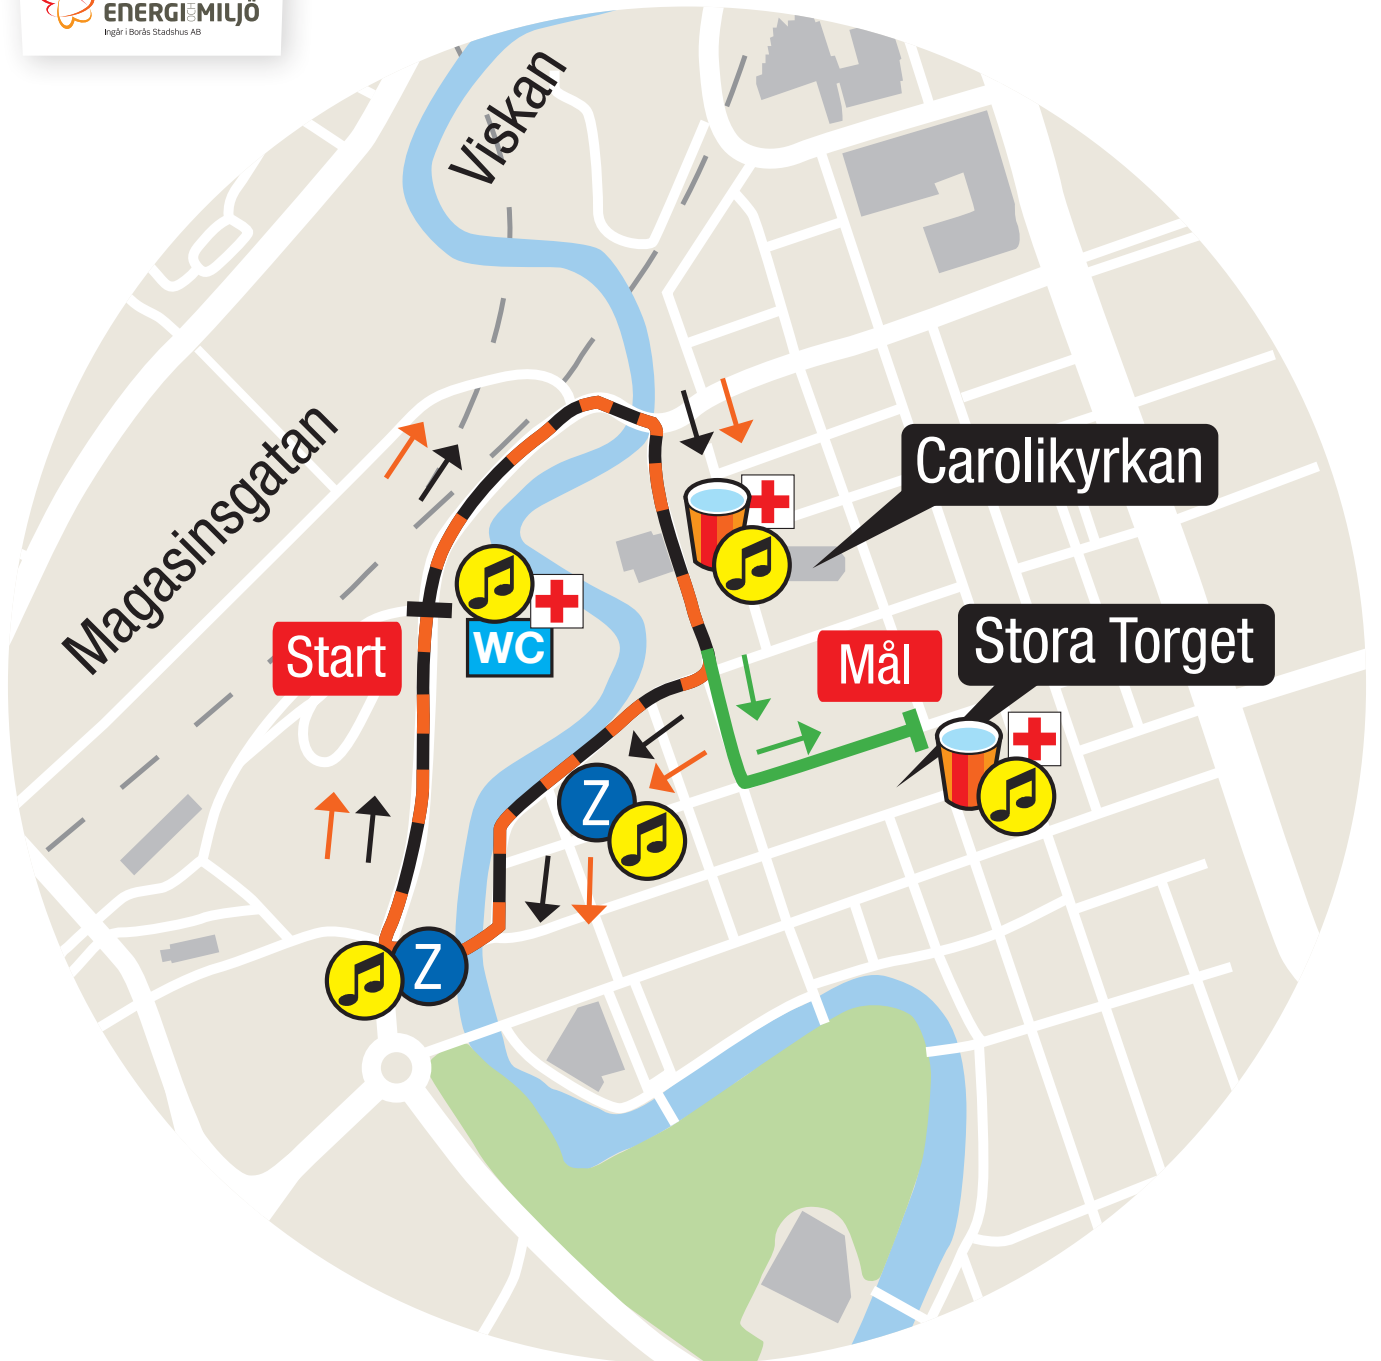 ENERGI OCH MILJÖ
Ingår i Borås Stadshus AB
Viskan
Magasinsgatan
Carolikyrkan
Stora Torget
Start
WC
Mål
Z
Z